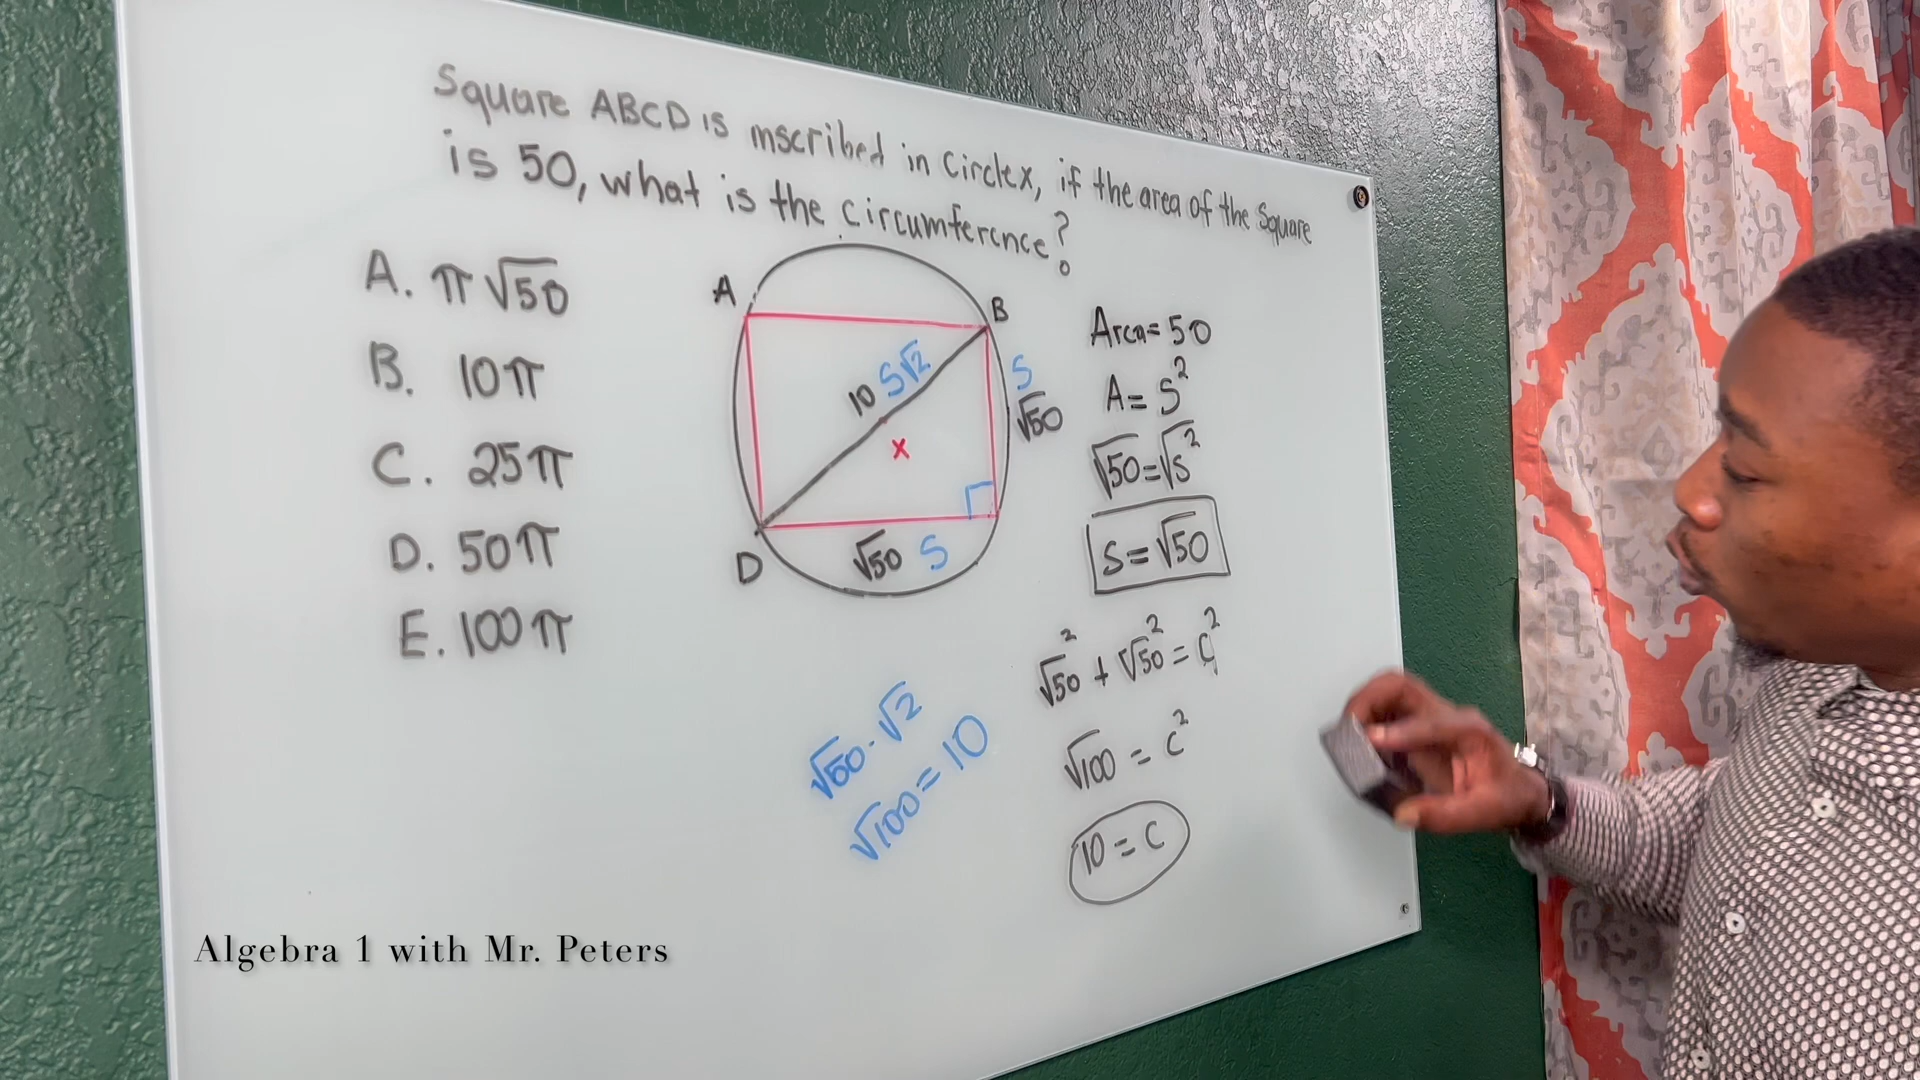 Square ABCD is inscribed in Circle x, if the area of the Square
is 50, what is the circumference?
A. π√50
B. 10π
C. 25π
D. 50π
E. 100π
A
B
10 S√2
S
√50
x
D
√50 S
Area = 50
A = S²
√50 = √S²
S = √50
√50² + √50² = C²
√100 = C²
10 = C
√50 · √2
√100 = 10
Algebra 1 with Mr. Peters